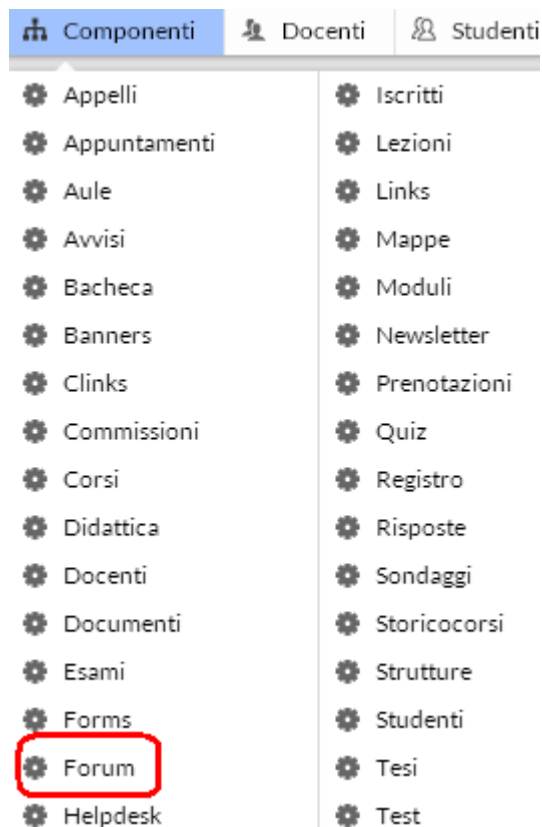 Componenti Docenti Studenti
Appelli
Appuntamenti
Aule
Avvisi
Bacheca
Banners
Clinks
Commissioni
Corsi
Didattica
Docenti
Documenti
Esami
Forms
Forum
Helpdesk
Iscritti
Lezioni
Links
Mappe
Moduli
Newsletter
Prenotazioni
Quiz
Registro
Risposte
Sondaggi
Storicocorsi
Strutture
Studenti
Tesi
Test